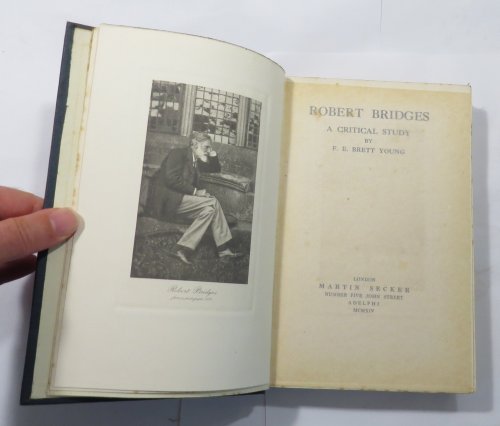 Robert Bridges
ROBERT BRIDGES
A CRITICAL STUDY
BY
F. E. BRETT YOUNG
LONDON
MARTIN SECKER
NUMBER FIVE JOHN STREET
ADELPHI
MCMXIV